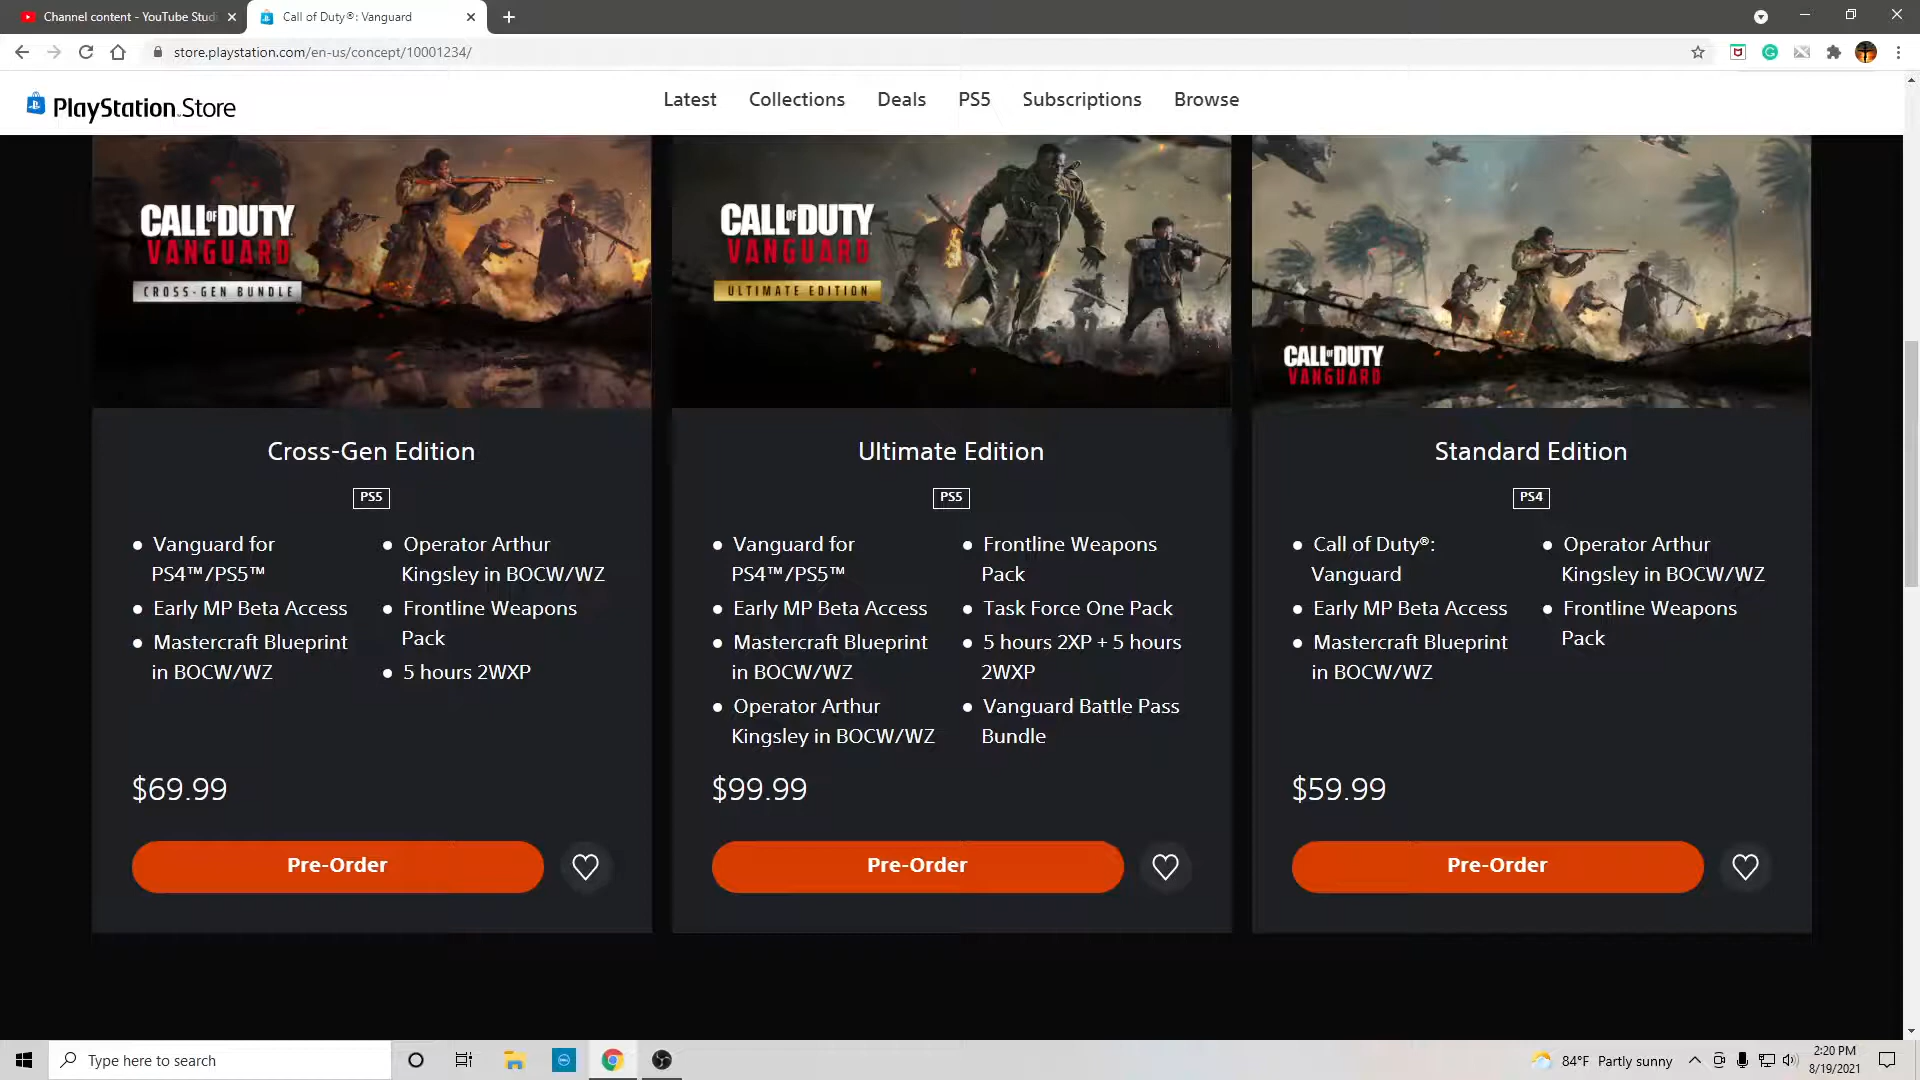 Channel content - YouTube Studi
Call of Duty®: Vanguard
store.playstation.com/en-us/concept/10001234/
PlayStation Store
Latest
Collections
Deals
PS5
Subscriptions
Browse
CALL OF DUTY
VANGUARD
CROSS-GEN BUNDLE
CALL OF DUTY
VANGUARD
ULTIMATE EDITION
CALL OF DUTY
VANGUARD
Cross-Gen Edition
PS5
Vanguard for
PS4™/PS5™
Early MP Beta Access
Mastercraft Blueprint
in BOCW/WZ
Operator Arthur
Kingsley in BOCW/WZ
Frontline Weapons
Pack
5 hours 2WXP
$69.99
Pre-Order
Ultimate Edition
PS5
Vanguard for
PS4™/PS5™
Early MP Beta Access
Mastercraft Blueprint
in BOCW/WZ
Operator Arthur
Kingsley in BOCW/WZ
Frontline Weapons
Pack
Task Force One Pack
5 hours 2XP + 5 hours
2WXP
Vanguard Battle Pass
Bundle
$99.99
Pre-Order
Standard Edition
PS4
Call of Duty®:
Vanguard
Early MP Beta Access
Mastercraft Blueprint
in BOCW/WZ
Operator Arthur
Kingsley in BOCW/WZ
Frontline Weapons
Pack
$59.99
Pre-Order
Type here to search
84°F Partly sunny
2:20 PM
8/19/2021